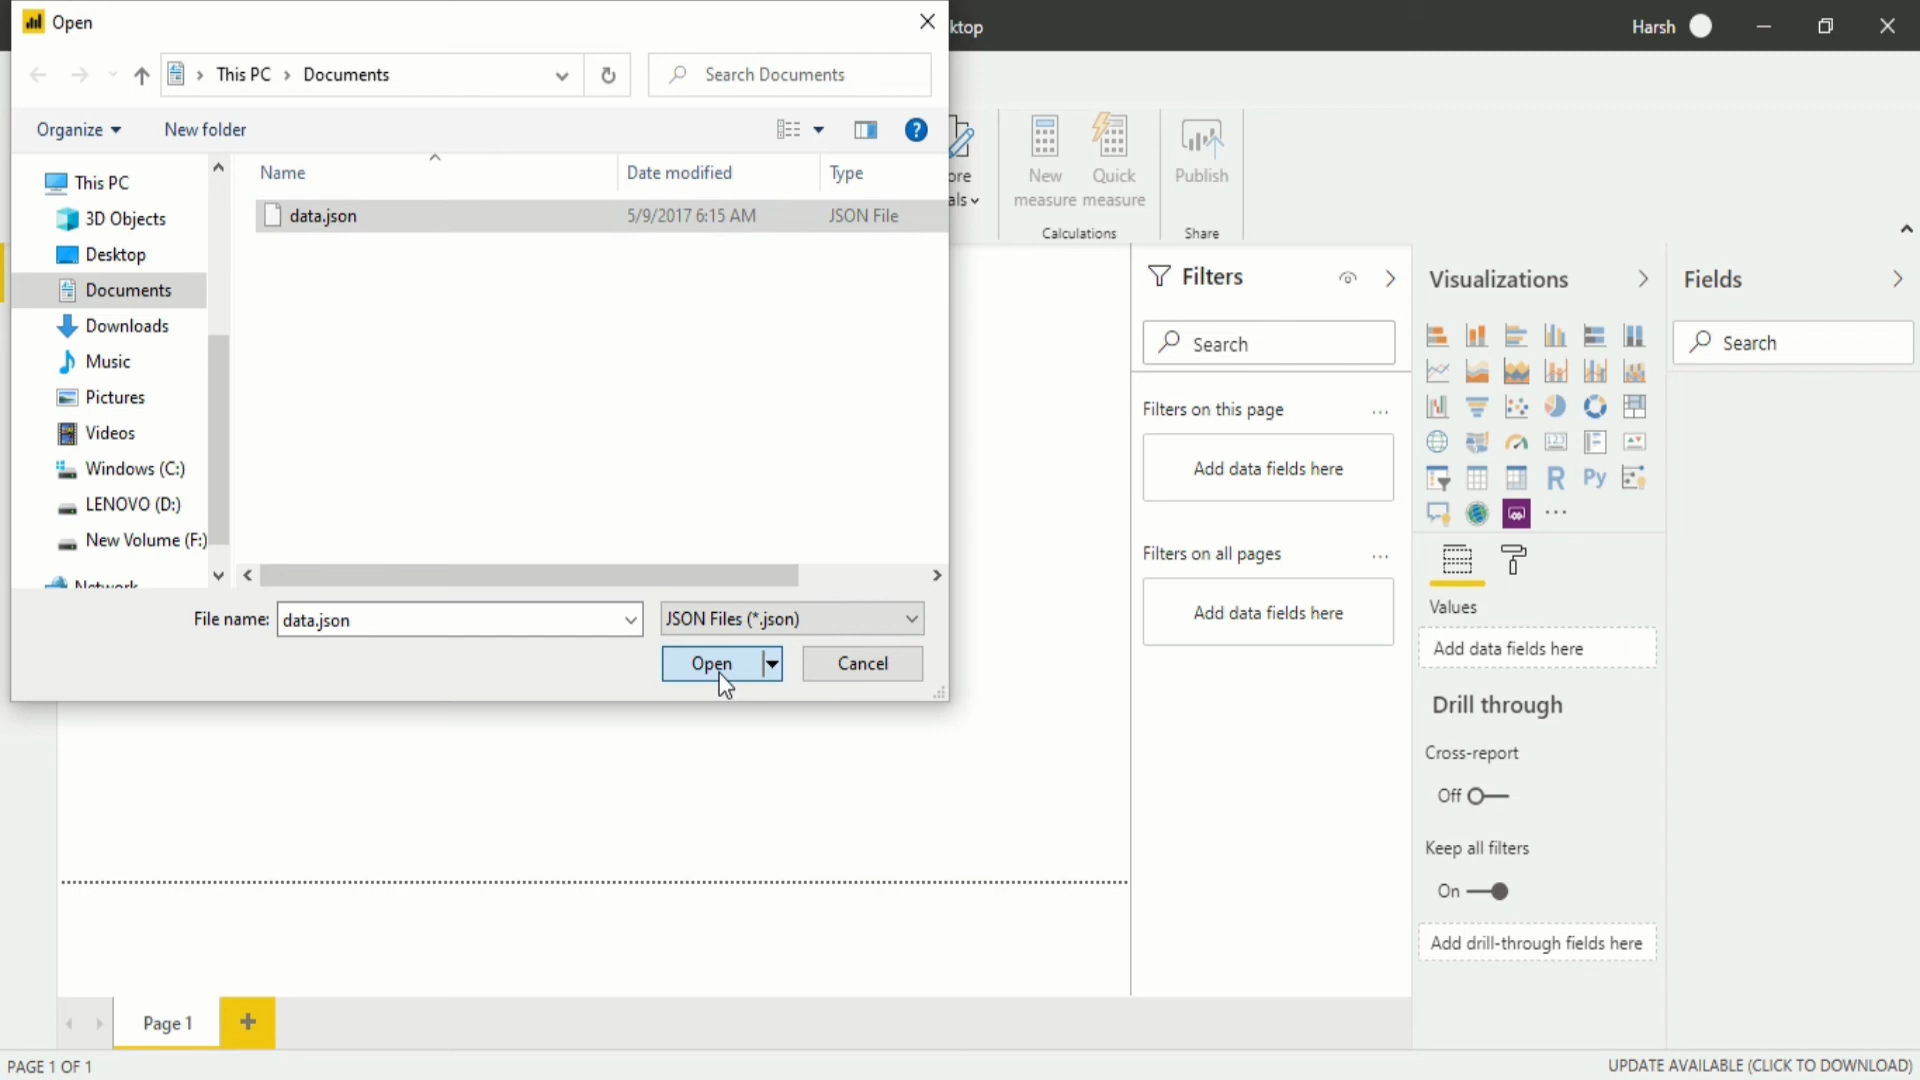 Open
ktop
Harsh
This PC
Documents
Search Documents
Organize
New folder
Name
Date modified
Type
data.json
5/9/2017 6:15 AM
JSON File
This PC
3D Objects
Desktop
Documents
Downloads
Music
Pictures
Videos
Windows (C:)
LENOVO (D:)
New Volume (F:)
Network
File name: data.json
JSON Files (*.json)
Open
Cancel
ore
als
New
measure
Quick
measure
Calculations
Publish
Share
Filters
Search
Filters on this page
Add data fields here
Filters on all pages
Add data fields here
Visualizations
123
R
Py
Values
Add data fields here
Drill through
Cross-report
Off
Keep all filters
On
Add drill-through fields here
Fields
Search
Page 1
PAGE 1 OF 1
UPDATE AVAILABLE (CLICK TO DOWNLOAD)